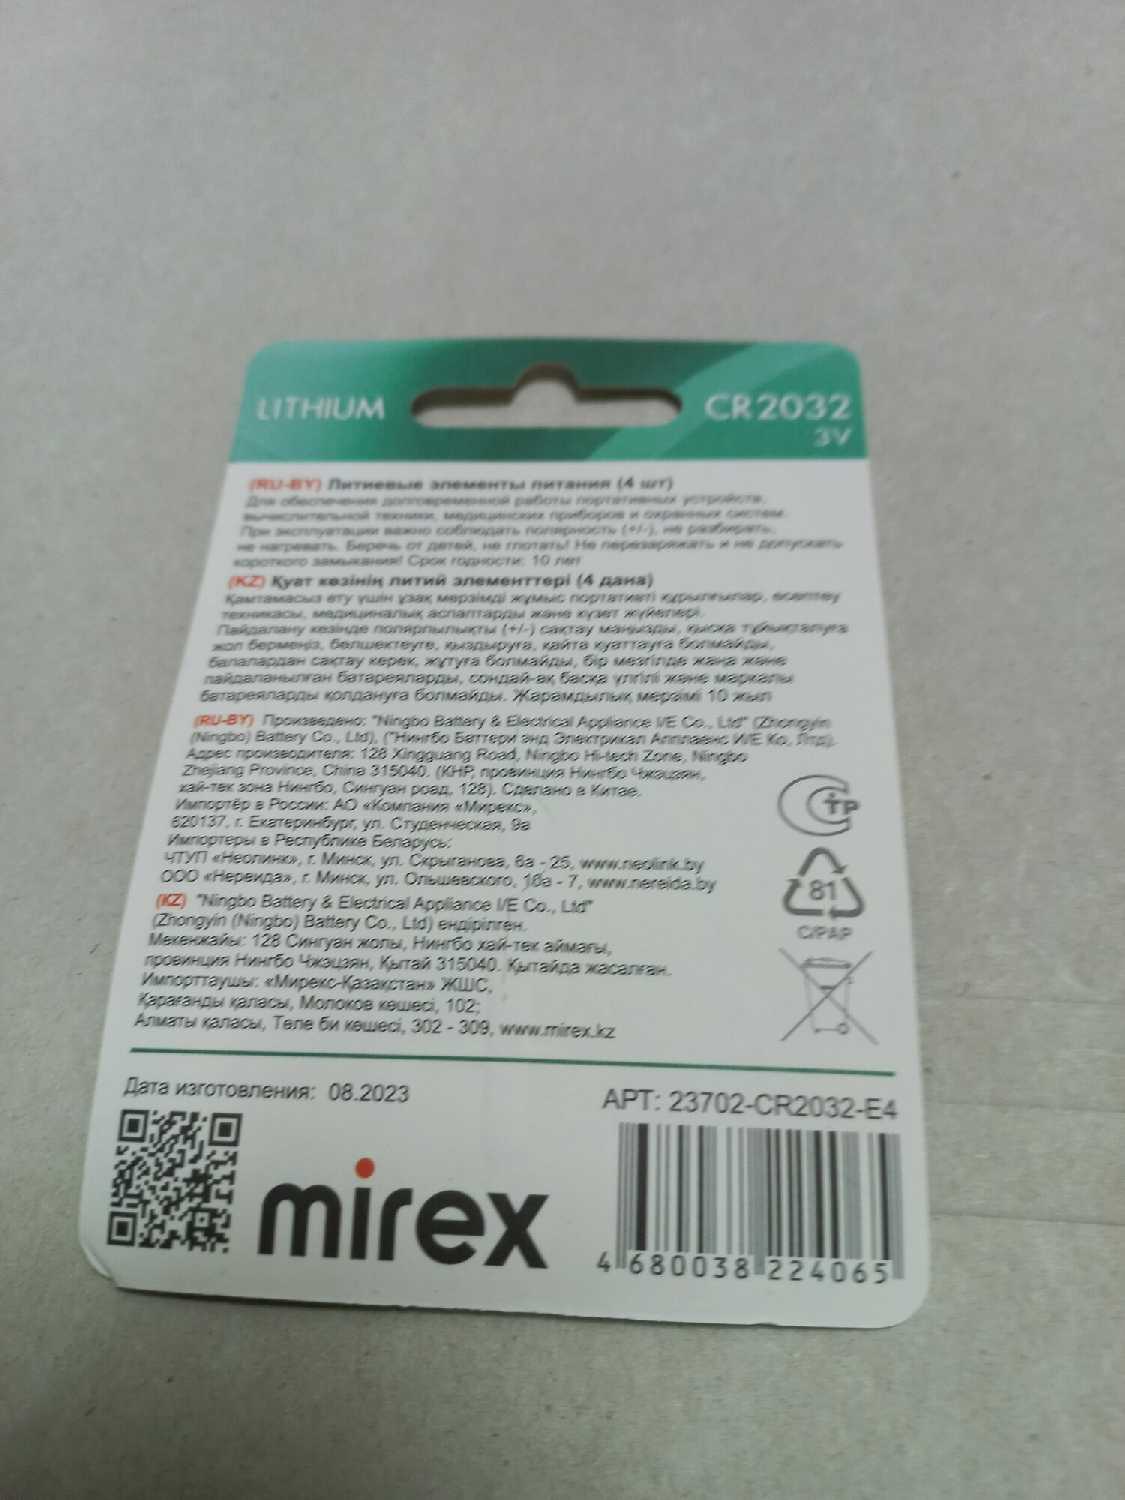 LITHIUM
CR2032
3V
(RU-BY) Литиевые элементы питания (4 шт)
Для обеспечения долговременной работы портативных устройств,
вычислительной техники, медицинских приборов и охранных систем.
При эксплуатации важно соблюдать полярность (+/-), не разбирать,
не нагревать. Беречь от детей, не глотать! Не перезаряжать и не допускать
короткого замыкания! Срок годности: 10 лет
(KZ) Қуат көзінің литий элементтері (4 дана)
Қамтамасыз ету үшін ұзақ мерзімді жұмыс портативті құрылғылар, есептеу
техникасы, медициналық аспаптарды және күзет жүйелері.
Пайдалану кезінде полярлылықты (+/-) сақтау маңызды, қысқа тұйықталуға
жол бермеңіз, бөлшектеуге, қыздыруға, қайта қуаттауға болмайды,
балалардан сақтау керек, жұтуға болмайды, бір мезгілде жаңа және
пайдаланылған батареяларды, сондай-ақ басқа үлгілі және маркалы
батареяларды қолдануға болмайды. Жарамдылық мерзімі 10 жыл
(RU-BY) Произведено: "Ningbo Battery & Electrical Appliance I/E Co., Ltd" (Zhongyin
(Ningbo) Battery Co., Ltd), ("Нингбо Баттери энд Электрикал Апплаенс И/Е Ко, Лтд).
Адрес производителя: 128 Xingguang Road, Ningbo Hi-tech Zone, Ningbo
Zhejiang Province, China 315040. (КНР, провинция Нингбо Чжэцзян,
хай-тек зона Нингбо, Сингуан роад, 128). Сделано в Китае.
Импортёр в России: АО «Компания «Мирекс»,
620137, г. Екатеринбург, ул. Студенческая, 9а
Импортеры в Республике Беларусь:
ЧТУП «Неолинк», г. Минск, ул. Скрыганова, 6а - 25, www.neolink.by
ООО «Нереида», г. Минск, ул. Ольшевского, 16а - 7, www.nereida.by
(KZ) "Ningbo Battery & Electrical Appliance I/E Co., Ltd"
(Zhongyin (Ningbo) Battery Co., Ltd) өндірілген.
Мекенжайы: 128 Сингуан жолы, Нингбо хай-тек аймағы,
провинция Нингбо Чжэцзян, Қытай 315040. Қытайда жасалған.
Импорттаушы: «Мирекс-Қазақстан» ЖШС,
Қарағанды қаласы, Молоков көшесі, 102;
Алматы қаласы, Төле би көшесі, 302 - 309, www.mirex.kz
ТР
81
C/PAP
Дата изготовления: 08.2023
АРТ: 23702-CR2032-E4
mirex
4 680038 224065